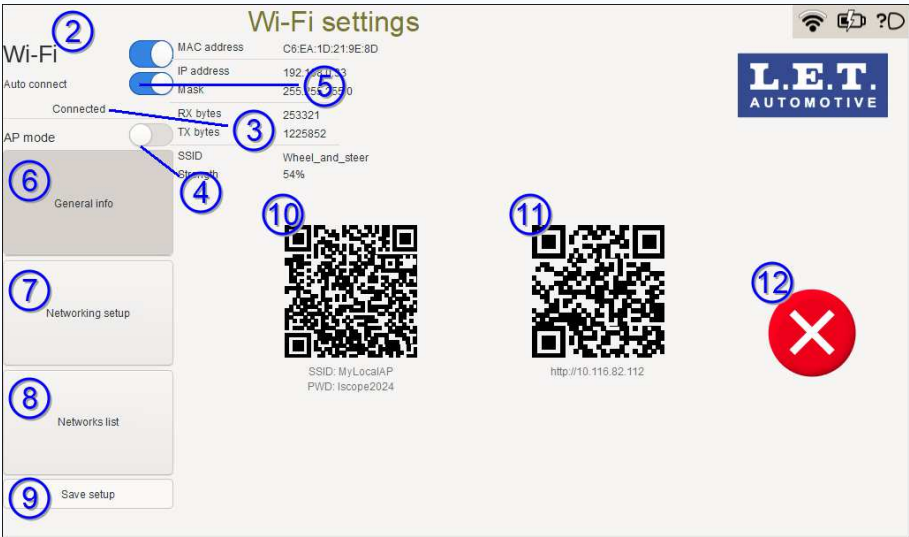 Wi-Fi settings
?
2
Wi-Fi
MAC address C6:EA:1D:21:9E:8D
Auto connect
IP address
Mask
5
Connected
RX bytes 253321
3
TX bytes 1225852
AP mode
SSID Wheel_and_steer
Strength 54%
4
L.E.T.
AUTOMOTIVE
6
General info
10
11
7
Networking setup
12
SSID: MyLocalAP
PWD: Iscope2024
http://10.116.82.112
8
Networks list
9
Save setup